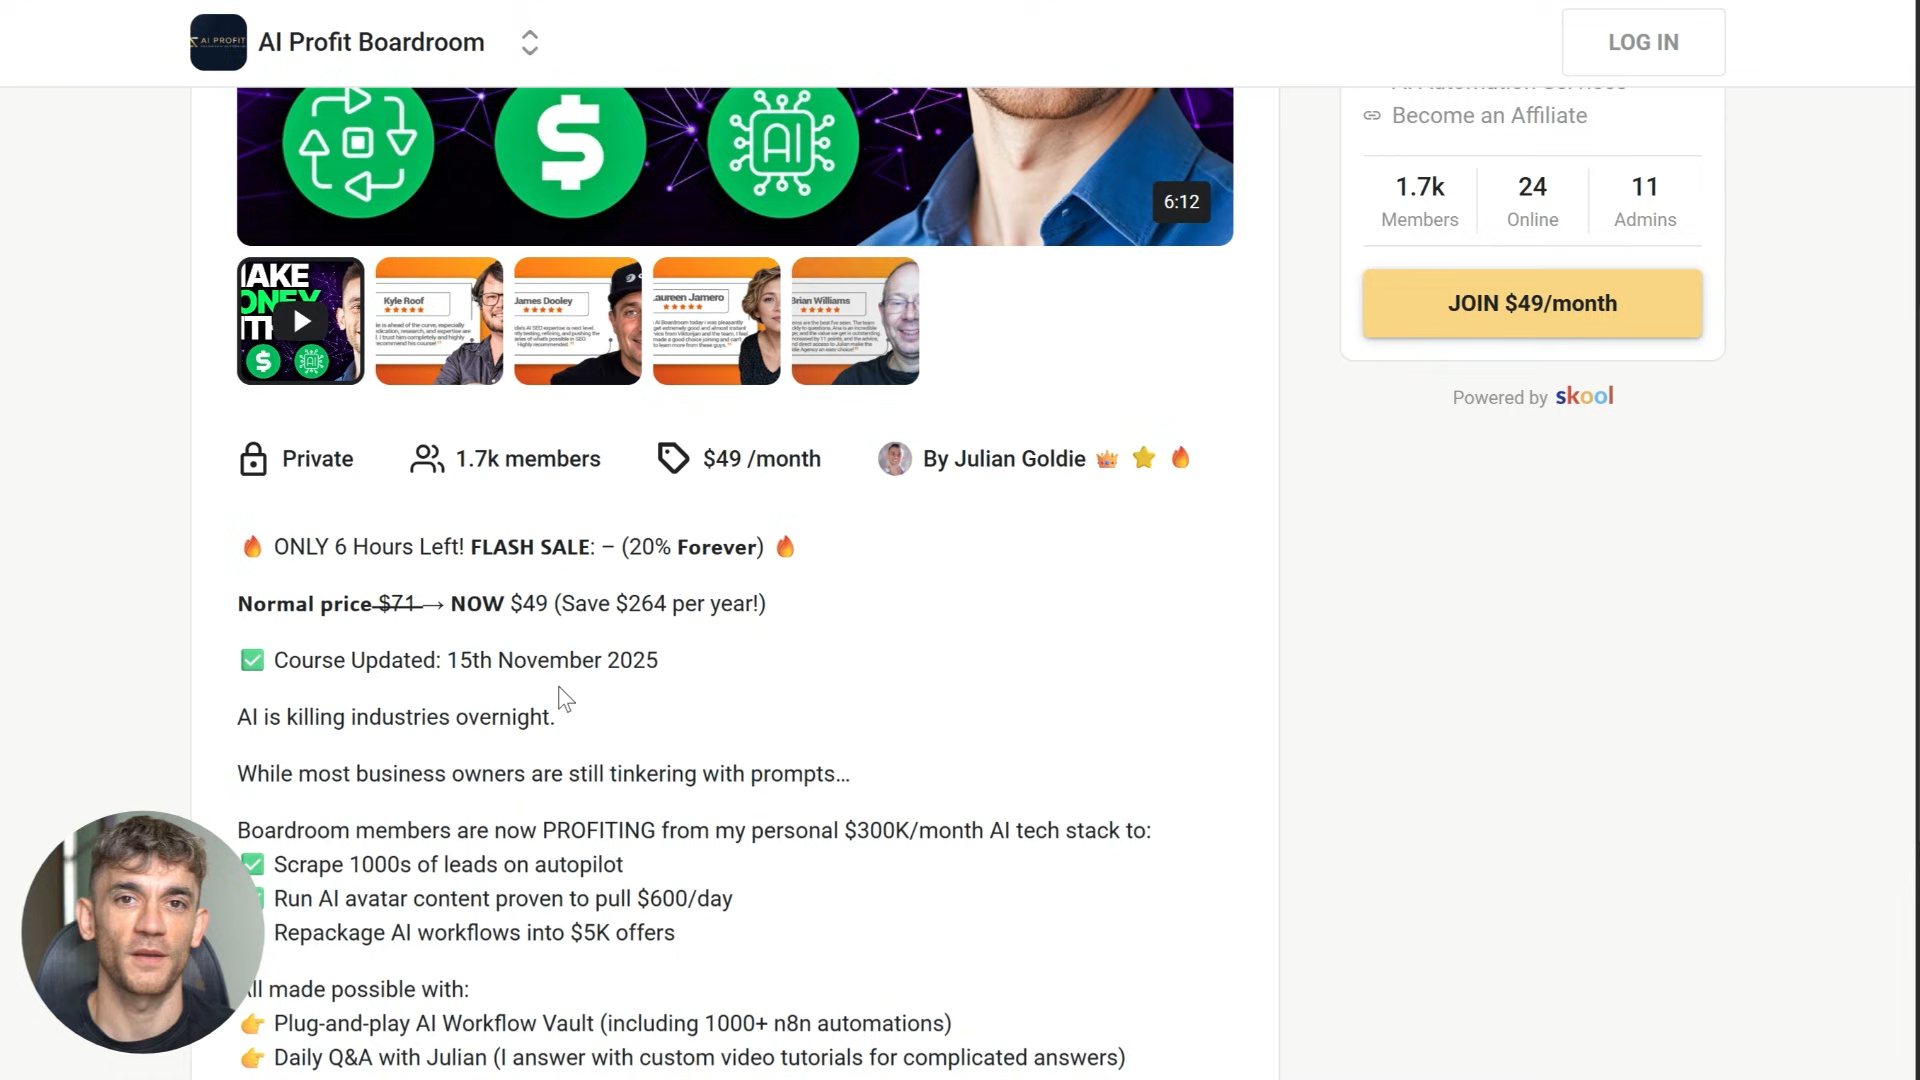 AI PROFIT
AI Profit Boardroom
LOG IN
Become an Affiliate
1.7k
24
11
Members
Online
Admins
6:12
JOIN $49/month
Powered by skool
Kyle Roof
James Dooley
Laureen Jamero
Brian Williams
Private
1.7k members
$49 /month
By Julian Goldie 👑 ⭐ 🔥
🔥 ONLY 6 Hours Left! FLASH SALE: – (20% Forever) 🔥
Normal price $71 → NOW $49 (Save $264 per year!)
✅ Course Updated: 15th November 2025
AI is killing industries overnight.
While most business owners are still tinkering with prompts…
Boardroom members are now PROFITING from my personal $300K/month AI tech stack to:
✅ Scrape 1000s of leads on autopilot
✅ Run AI avatar content proven to pull $600/day
Repackage AI workflows into $5K offers
All made possible with:
👉 Plug-and-play AI Workflow Vault (including 1000+ n8n automations)
👉 Daily Q&A with Julian (I answer with custom video tutorials for complicated answers)